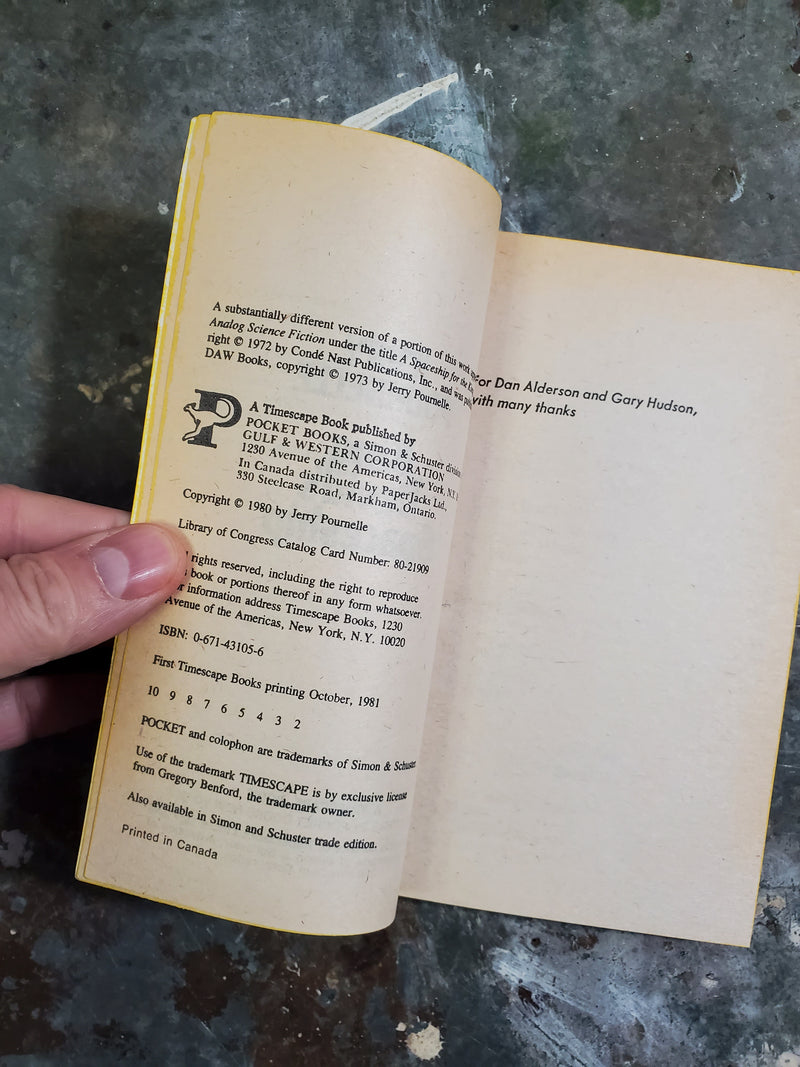 A substantially different version of a portion of this work
Analog Science Fiction under the title A Spaceship for the
right © 1972 by Condé Nast Publications, Inc., and was
DAW Books, copyright © 1973 by Jerry Pournelle.
P
A Timescape Book published by
POCKET BOOKS, a Simon & Schuster division
GULF & WESTERN CORPORATION
1230 Avenue of the Americas, New York, N.Y.
In Canada distributed by PaperJacks Ltd.,
330 Steelcase Road, Markham, Ontario.
Copyright © 1980 by Jerry Pournelle
Library of Congress Catalog Card Number: 80-21909
rights reserved, including the right to reproduce
book or portions thereof in any form whatsoever.
information address Timescape Books, 1230
Avenue of the Americas, New York, N.Y. 10020
ISBN: 0-671-43105-6
First Timescape Books printing October, 1981
10 9 8 7 6 5 4 3 2
POCKET and colophon are trademarks of Simon & Schuster
Use of the trademark TIMESCAPE is by exclusive license
from Gregory Benford, the trademark owner.
Also available in Simon and Schuster trade edition.
Printed in Canada
For Dan Alderson and Gary Hudson,
with many thanks